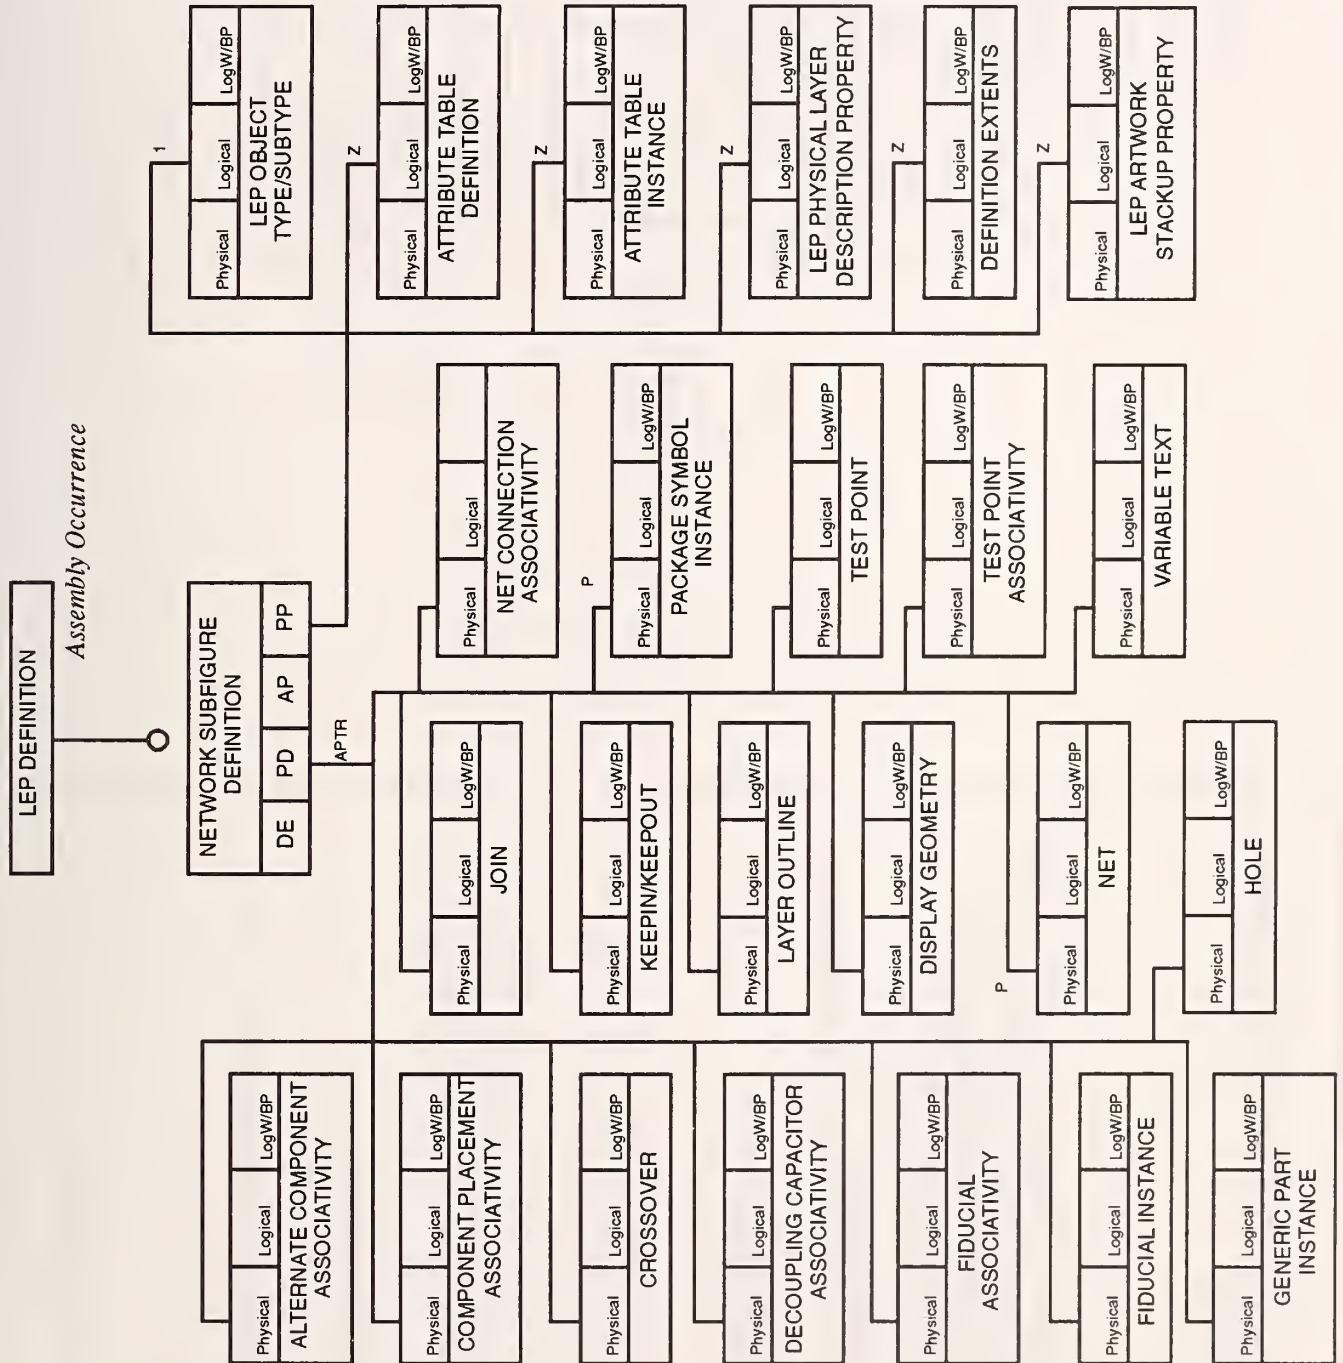 LEP DEFINITION
Assembly Occurrence
NETWORK SUBFIGURE
DEFINITION
DE PD AP PP
APTR
Physical Logical LogW/BP
ALTERNATE COMPONENT
ASSOCIATIVITY
Physical Logical LogW/BP
COMPONENT PLACEMENT
ASSOCIATIVITY
Physical Logical LogW/BP
CROSSOVER
Physical Logical LogW/BP
DECOUPLING CAPACITOR
ASSOCIATIVITY
Physical Logical LogW/BP
FIDUCIAL
ASSOCIATIVITY
Physical Logical LogW/BP
FIDUCIAL INSTANCE
Physical Logical LogW/BP
GENERIC PART
INSTANCE
Physical Logical LogW/BP
JOIN
Physical Logical LogW/BP
KEEPIN/KEEPOUT
Physical Logical LogW/BP
LAYER OUTLINE
Physical Logical LogW/BP
DISPLAY GEOMETRY
P
Physical Logical LogW/BP
NET
Physical Logical LogW/BP
HOLE
Physical Logical
NET CONNECTION
ASSOCIATIVITY
P
Physical Logical LogW/BP
PACKAGE SYMBOL
INSTANCE
Physical Logical LogW/BP
TEST POINT
Physical Logical LogW/BP
TEST POINT
ASSOCIATIVITY
Physical Logical LogW/BP
VARIABLE TEXT
1
Physical Logical LogW/BP
LEP OBJECT
TYPE/SUBTYPE
N
Physical Logical LogW/BP
ATTRIBUTE TABLE
DEFINITION
N
Physical Logical LogW/BP
ATTRIBUTE TABLE
INSTANCE
N
Physical Logical LogW/BP
LEP PHYSICAL LAYER
DESCRIPTION PROPERTY
N
Physical Logical LogW/BP
DEFINITION EXTENTS
N
Physical Logical LogW/BP
LEP ARTWORK
STACKUP PROPERTY